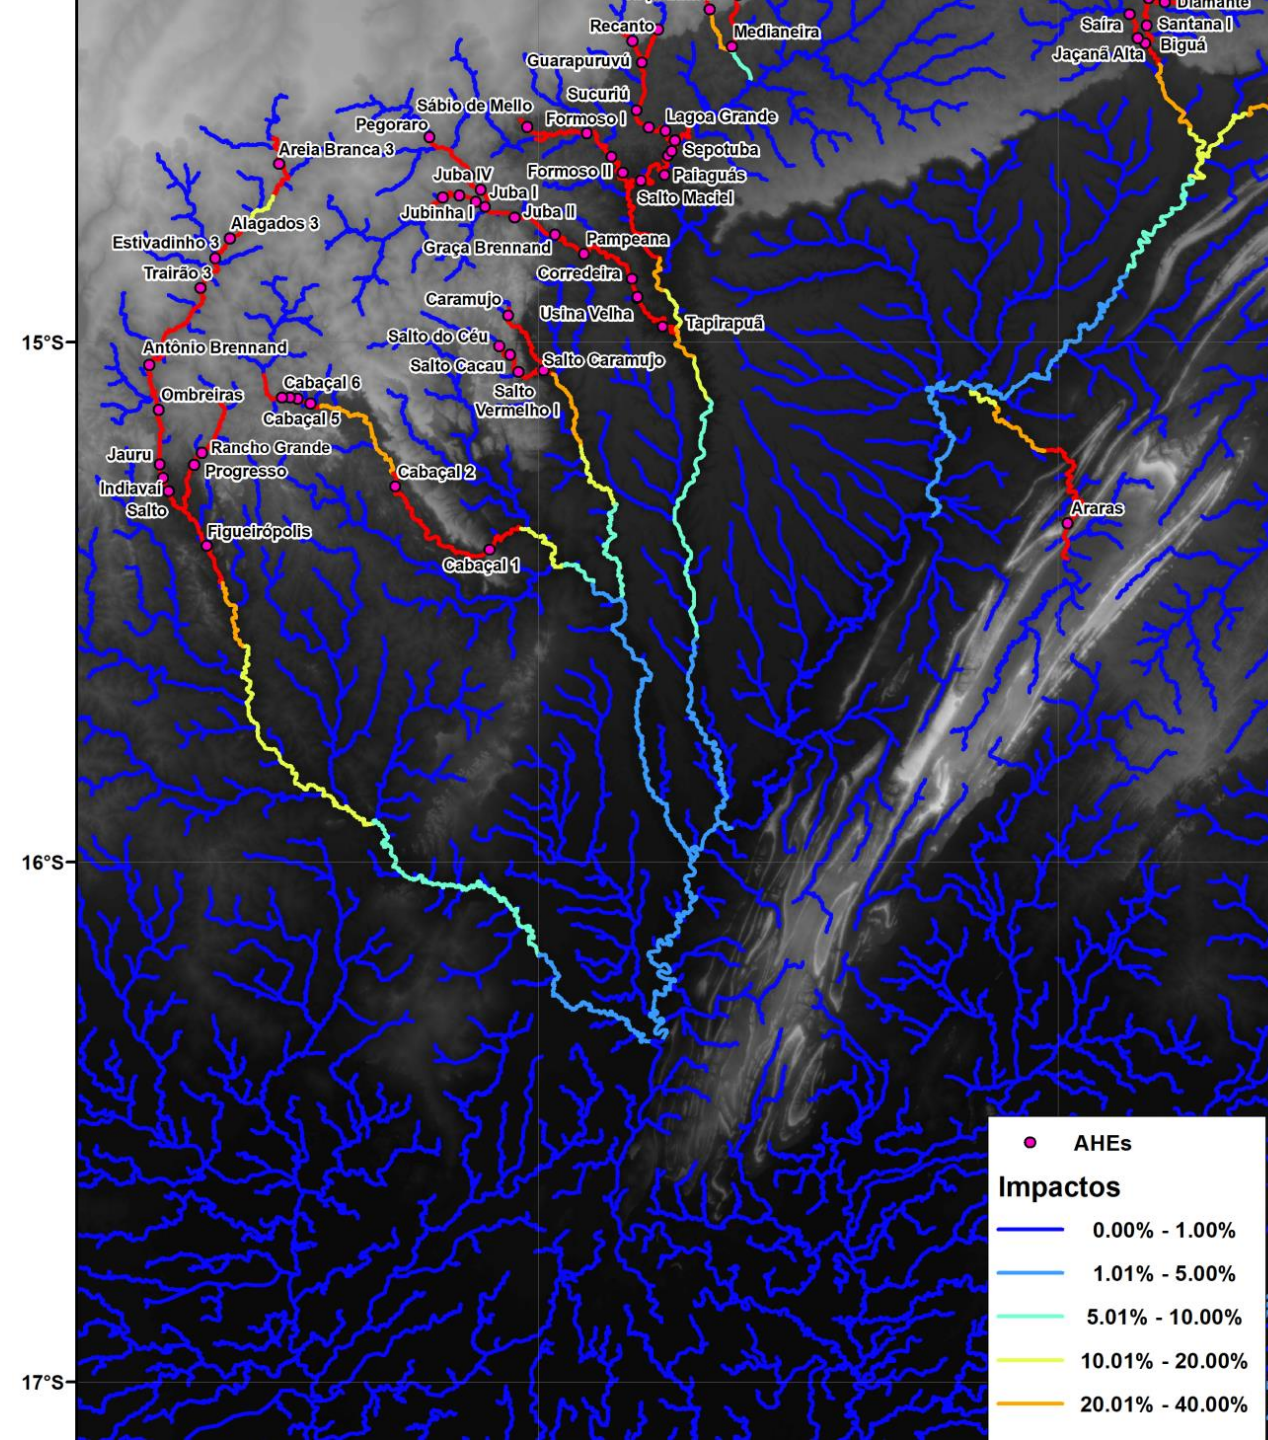 Diamante
Recanto
Medianeira
Saíra
Santana I
Jaçanã Alta
Biguá
Guarapuruvú
Sucuriú
Sábio de Mello
Formoso I
Lagoa Grande
Pegoraro
Areia Branca 3
Sepotuba
Juba IV
Formoso II
Paiaguás
Juba I
Salto Maciel
Jubinha I
Juba II
Alagados 3
Estivadinho 3
Graça Brennand
Pampeana
Trairão 3
Corredeira
Caramujo
Usina Velha
Tapirapuã
Salto do Céu
15°S
Antônio Brennand
Salto Cacau
Salto Caramujo
Cabaçal 6
Salto
Vermelho I
Ombreiras
Cabaçal 5
Jauru
Rancho Grande
Progresso
Cabaçal 2
Indiavaí
Salto
Araras
Figueirópolis
Cabaçal 1
16°S
17°S
AHEs
Impactos
0.00% - 1.00%
1.01% - 5.00%
5.01% - 10.00%
10.01% - 20.00%
20.01% - 40.00%